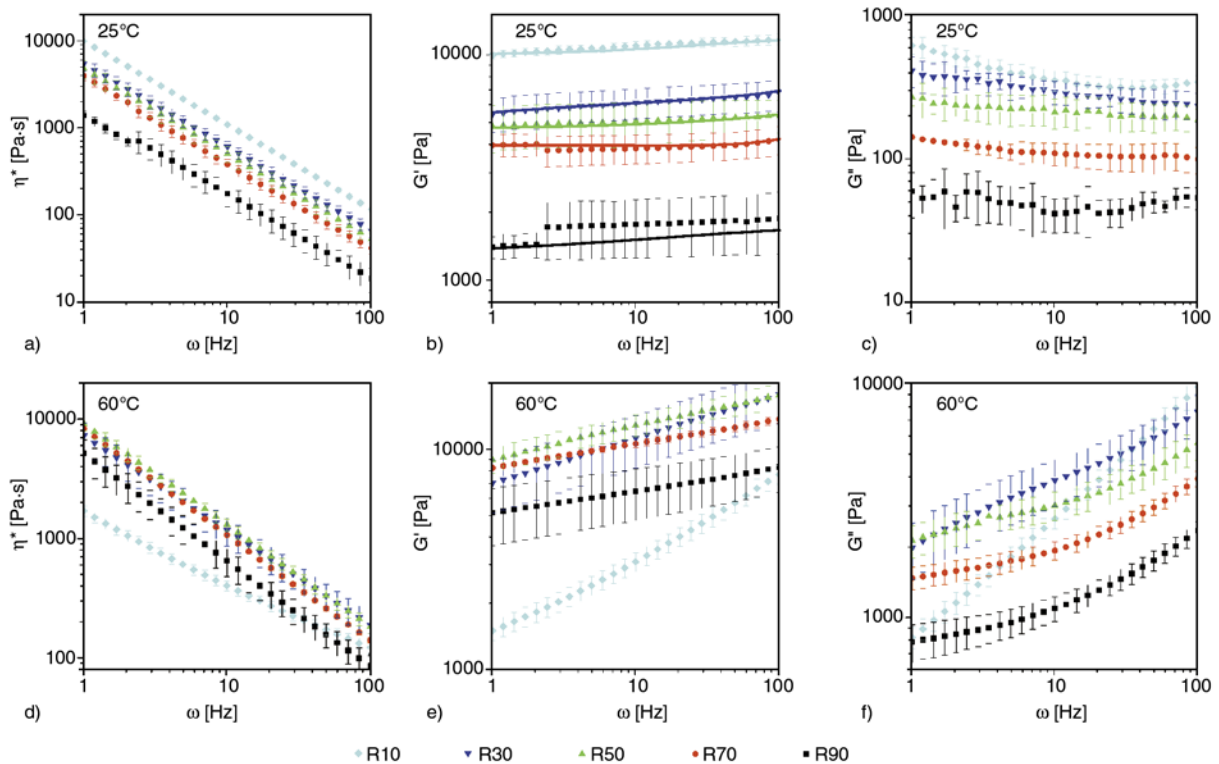 25°C
10000
1000
100
10
η* [Pa·s]
1
10
100
a)
ω [Hz]
25°C
10000
1000
G' [Pa]
1
10
100
b)
ω [Hz]
25°C
1000
100
10
G" [Pa]
1
10
100
c)
ω [Hz]
60°C
10000
1000
100
η* [Pa·s]
1
10
100
d)
ω [Hz]
60°C
10000
1000
G' [Pa]
1
10
100
e)
ω [Hz]
60°C
10000
1000
G" [Pa]
1
10
100
f)
ω [Hz]
R10
R30
R50
R70
R90